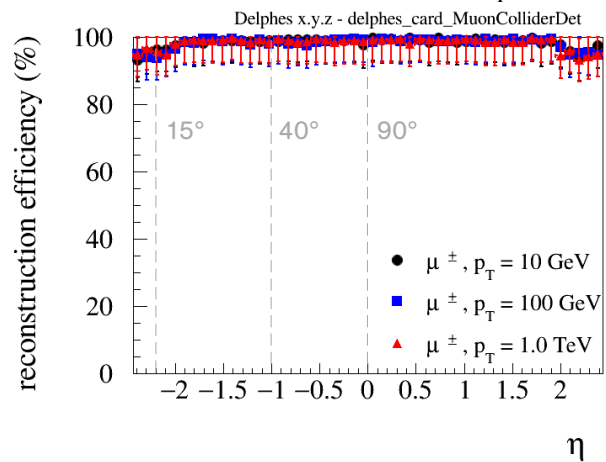 Delphes x.y.z - delphes_card_MuonColliderDet
reconstruction efficiency (%)
100
80
60
40
20
0
15°
40°
90°
μ ±, p_T = 10 GeV
μ ±, p_T = 100 GeV
μ ±, p_T = 1.0 TeV
−2 −1.5 −1 −0.5 0 0.5 1 1.5 2
η